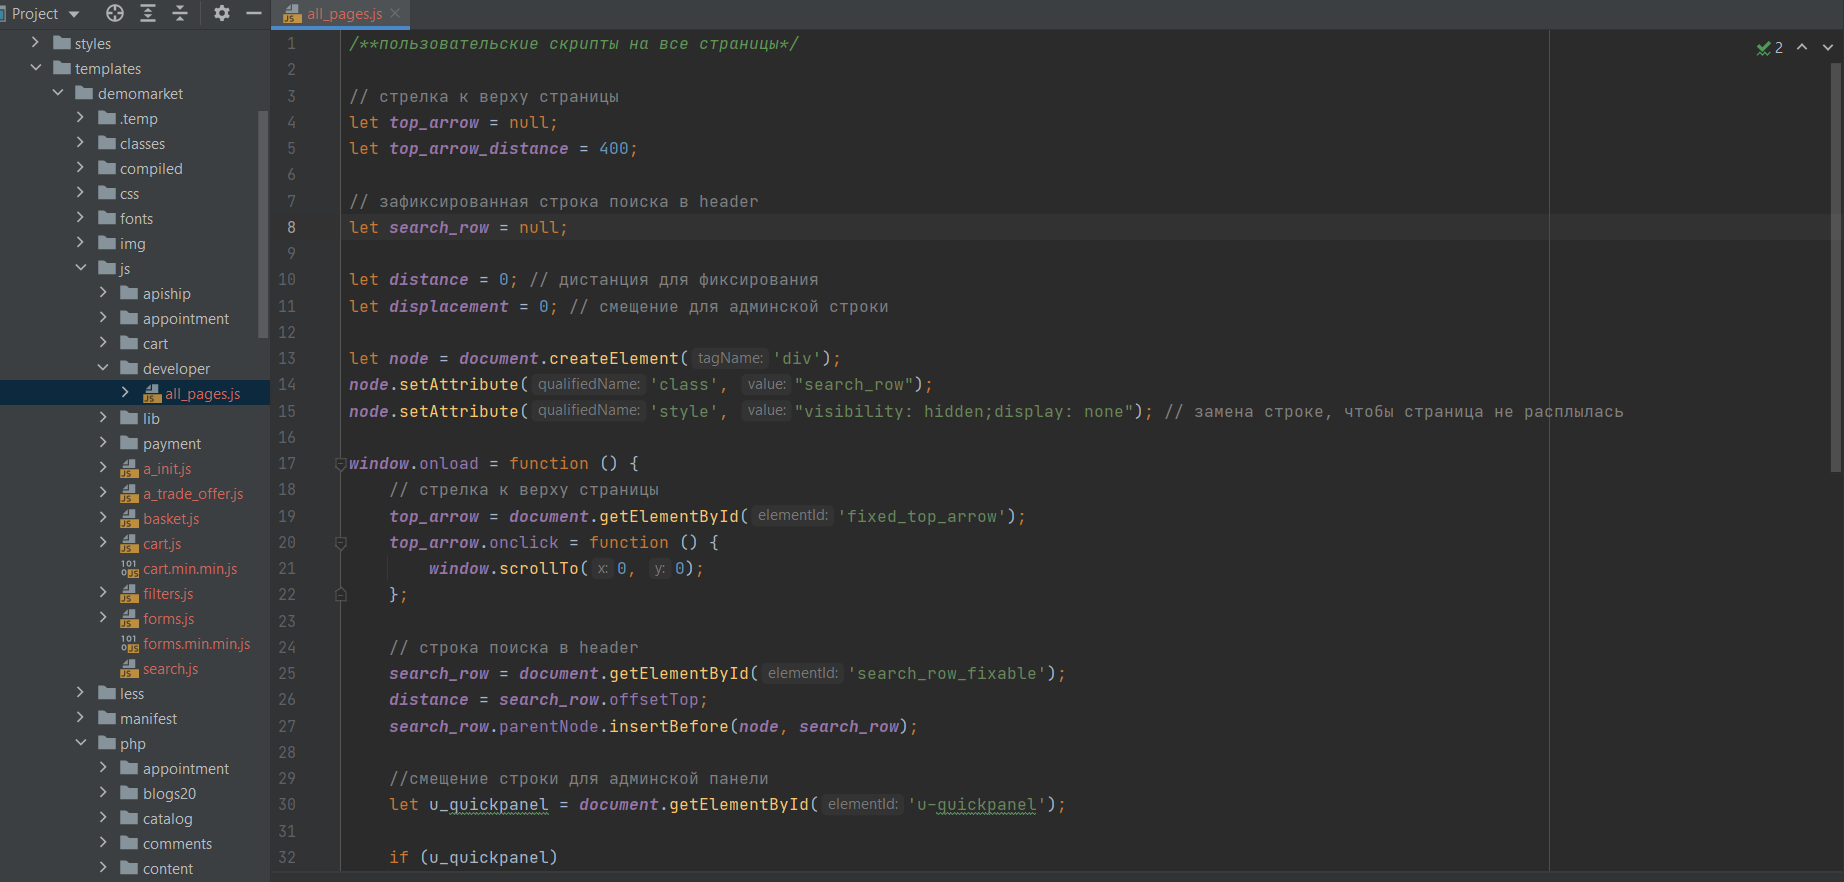 Project
styles
templates
demomarket
.temp
classes
compiled
css
fonts
img
js
apiship
appointment
cart
developer
all_pages.js
lib
payment
a_init.js
a_trade_offer.js
basket.js
cart.js
cart.min.min.js
filters.js
forms.js
forms.min.min.js
search.js
less
manifest
php
appointment
blogs20
catalog
comments
content
all_pages.js
2
1 /**пользовательские скрипты на все страницы*/
2
3 // стрелка к верху страницы
4 let top_arrow = null;
5 let top_arrow_distance = 400;
6
7 // зафиксированная строка поиска в header
8 let search_row = null;
9
10 let distance = 0; // дистанция для фиксирования
11 let displacement = 0; // смещение для админской строки
12
13 let node = document.createElement( tagName: 'div');
14 node.setAttribute( qualifiedName: 'class', value: "search_row");
15 node.setAttribute( qualifiedName: 'style', value: "visibility: hidden;display: none"); // замена строке, чтобы страница не расплылась
16
17 window.onload = function () {
18 // стрелка к верху страницы
19 top_arrow = document.getElementById( elementId: 'fixed_top_arrow');
20 top_arrow.onclick = function () {
21 window.scrollTo( x: 0, y: 0);
22 };
23
24 // строка поиска в header
25 search_row = document.getElementById( elementId: 'search_row_fixable');
26 distance = search_row.offsetTop;
27 search_row.parentNode.insertBefore(node, search_row);
28
29 //смещение строки для админской панели
30 let u_quickpanel = document.getElementById( elementId: 'u-quickpanel');
31
32 if (u_quickpanel)